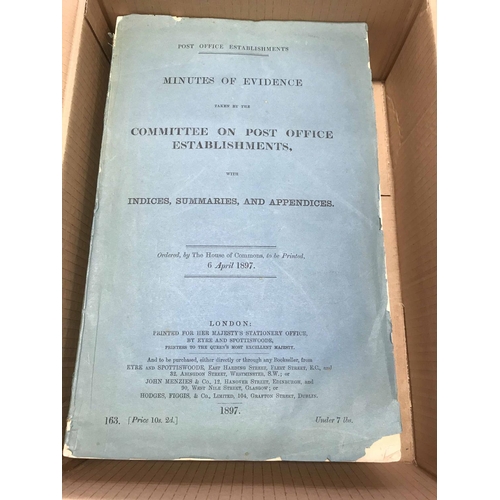 POST OFFICE ESTABLISHMENTS
MINUTES OF EVIDENCE
TAKEN BY THE
COMMITTEE ON POST OFFICE
ESTABLISHMENTS,
WITH
INDICES, SUMMARIES, AND APPENDICES.
Ordered, by The House of Commons, to be Printed,
6 April 1897.
LONDON:
PRINTED FOR HER MAJESTY'S STATIONERY OFFICE,
BY EYRE AND SPOTTISWOODE,
PRINTERS TO THE QUEEN'S MOST EXCELLENT MAJESTY.
And to be purchased, either directly or through any Bookseller, from
EYRE AND SPOTTISWOODE, EAST HARDING STREET, FLEET STREET, E.C., and
32, ABINGDON STREET, WESTMINSTER, S.W.; or
JOHN MENZIES & Co., 12, HANOVER STREET, EDINBURGH, and
90, WEST NILE STREET, GLASGOW; or
HODGES, FIGGIS, & Co., LIMITED, 104, GRAFTON STREET, DUBLIN.
1897.
163. [Price 10s. 2d.] Under 7 lbs.